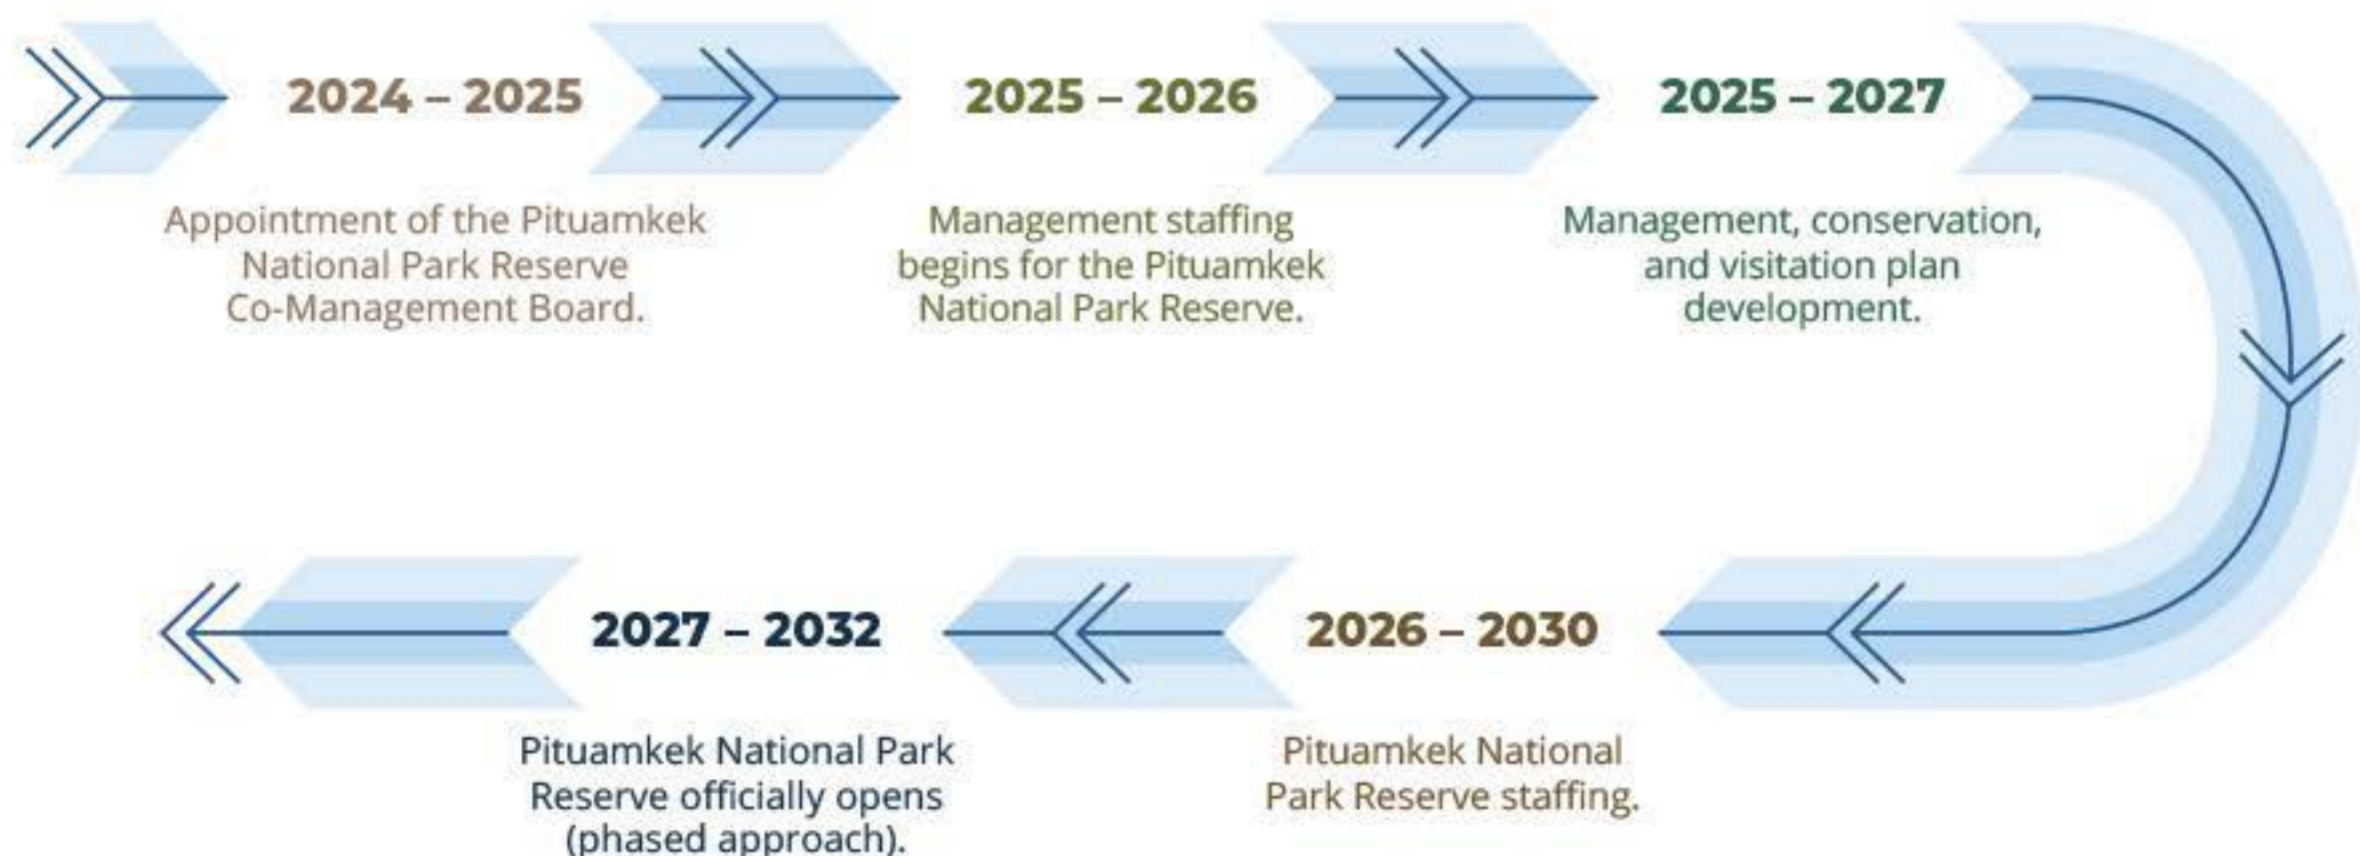 2024 – 2025
Appointment of the Pituamkek
National Park Reserve
Co-Management Board.
2025 – 2026
Management staffing
begins for the Pituamkek
National Park Reserve.
2025 – 2027
Management, conservation,
and visitation plan
development.
2026 – 2030
Pituamkek National
Park Reserve staffing.
2027 – 2032
Pituamkek National Park
Reserve officially opens
(phased approach).